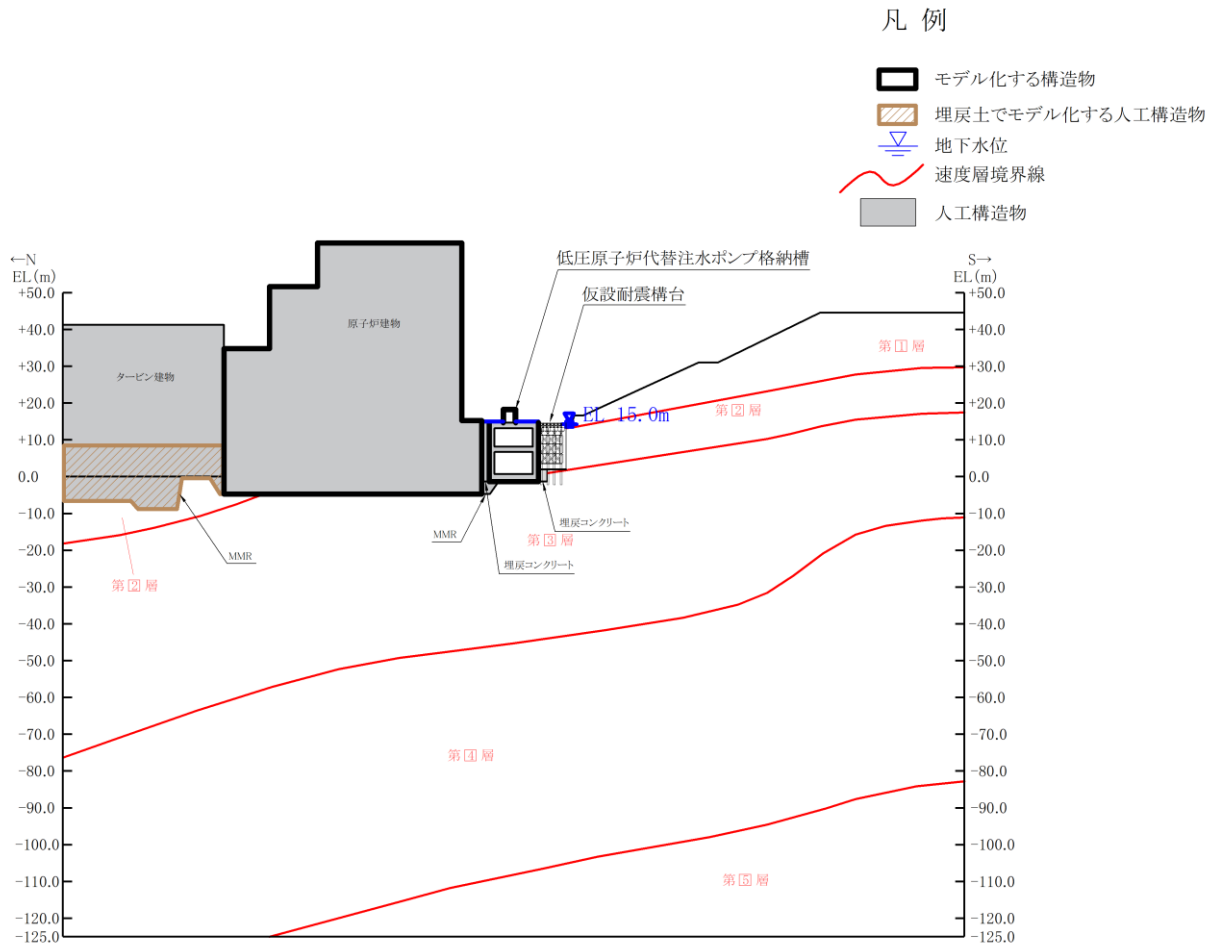 凡 例
モデル化する構造物
埋戻土でモデル化する人工構造物
地下水位
速度層境界線
人工構造物
←N
EL(m)
S→
EL(m)
低圧原子炉代替注水ポンプ格納槽
仮設耐震構台
原子炉建物
タービン建物
EL 15.0m
第1層
第2層
第3層
第2層
第4層
第5層
MMR
MMR
埋戻コンクリート
埋戻コンクリート
+50.0
+40.0
+30.0
+20.0
+10.0
0.0
-10.0
-20.0
-30.0
-40.0
-50.0
-60.0
-70.0
-80.0
-90.0
-100.0
-110.0
-120.0
-125.0
+50.0
+40.0
+30.0
+20.0
+10.0
0.0
-10.0
-20.0
-30.0
-40.0
-50.0
-60.0
-70.0
-80.0
-90.0
-100.0
-110.0
-120.0
-125.0